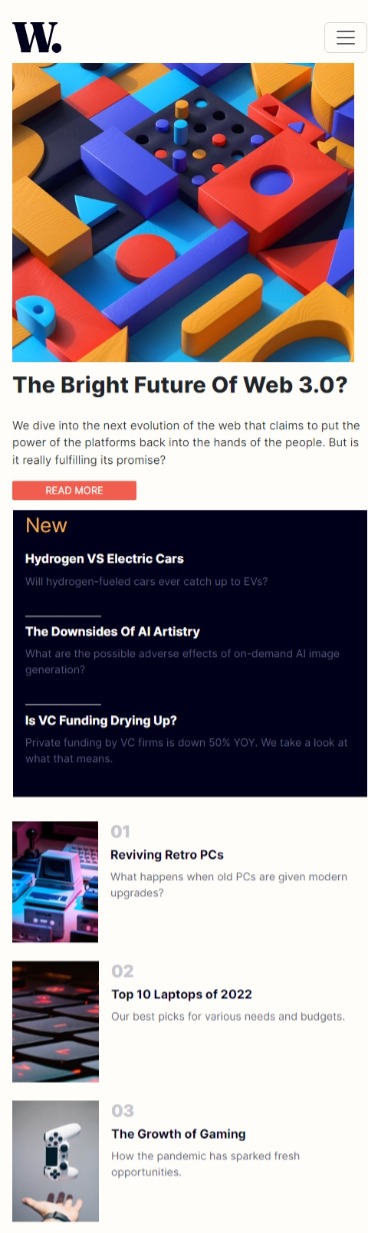 W.
The Bright Future Of Web 3.0?
We dive into the next evolution of the web that claims to put the
power of the platforms back into the hands of the people. But is
it really fulfilling its promise?
READ MORE
New
Hydrogen VS Electric Cars
Will hydrogen-fueled cars ever catch up to EVs?
The Downsides Of AI Artistry
What are the possible adverse effects of on-demand AI image
generation?
Is VC Funding Drying Up?
Private funding by VC firms is down 50% YOY. We take a look at
what that means.
01
Reviving Retro PCs
What happens when old PCs are given modern
upgrades?
02
Top 10 Laptops of 2022
Our best picks for various needs and budgets.
03
The Growth of Gaming
How the pandemic has sparked fresh
opportunities.